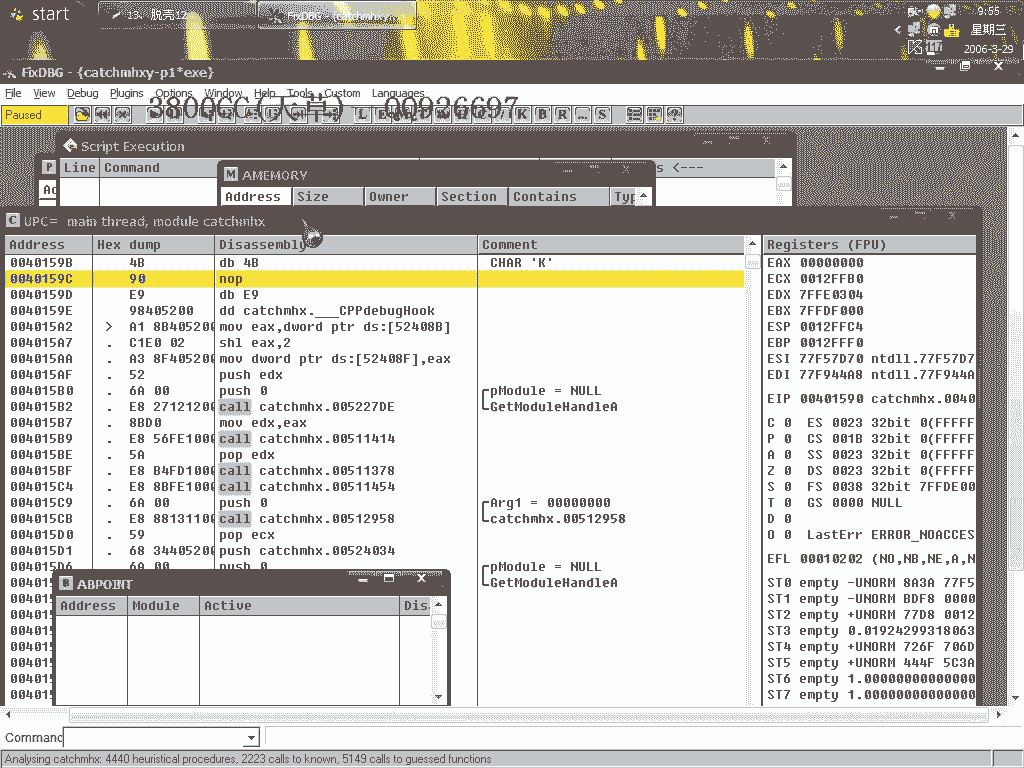 start
13、脱壳12
FixDBG - {catchmhxy...
9:55
星期三
2006-3-29
FixDBG - {catchmhxy-p1*exe}
File View Debug Plugins Options Window Help Tools Custom Languages
3800CC(天草) 00936697
Paused
K B R ... S
Script Execution
Line Command
<---
AMEMORY
Address Size Owner Section Contains Typ
UPC= main thread, module catchmhx
Address Hex dump Disassembly Comment Registers (FPU)
0040159B 4B db 4B CHAR 'K'
0040159C 90 nop
0040159D E9 db E9
0040159E 98405200 dd catchmhx.___CPPdebugHook
004015A2 > A1 8B405200 mov eax,dword ptr ds:[52408B]
004015A7 . C1E0 02 shl eax,2
004015AA . A3 8F405200 mov dword ptr ds:[52408F],eax
004015AF . 52 push edx
004015B0 . 6A 00 push 0 pModule = NULL
004015B2 . E8 27121200 call catchmhx.005227DE GetModuleHandleA
004015B7 . 8BD0 mov edx,eax
004015B9 . E8 56FE1000 call catchmhx.00511414
004015BE . 5A pop edx
004015BF . E8 B4FD1000 call catchmhx.00511378
004015C4 . E8 8BFE1000 call catchmhx.00511454
004015C9 . 6A 00 push 0 Arg1 = 00000000
004015CB . E8 88131100 call catchmhx.00512958 catchmhx.00512958
004015D0 . 59 pop ecx
004015D1 . 68 34405200 push catchmhx.00524034
004015D6 . 6A 00 push 0 pModule = NULL
GetModuleHandleA
EAX 00000000
ECX 0012FFB0
EDX 7FFE0304
EBX 7FFDF000
ESP 0012FFC4
EBP 0012FFF0
ESI 77F57D70 ntdll.77F57D7
EDI 77F944A8 ntdll.77F944A
EIP 00401590 catchmhx.0040
C 0 ES 0023 32bit 0(FFFFF
P 0 CS 001B 32bit 0(FFFFF
A 0 SS 0023 32bit 0(FFFFF
Z 0 DS 0023 32bit 0(FFFFF
S 0 FS 0038 32bit 7FFDE00
T 0 GS 0000 NULL
D 0
O 0 LastErr ERROR_NOACCES
EFL 00010202 (NO,NB,NE,A,N
ST0 empty -UNORM 8A3A 77F5
ST1 empty -UNORM BDF8 0000
ST2 empty +UNORM 77D8 0012
ST3 empty 0.01924299318063
ST4 empty +UNORM 726F 706D
ST5 empty +UNORM 444F 5C3A
ST6 empty 1.00000000000000
ST7 empty 1.00000000000000
ABPOINT
Address Module Active Dis
Command
Analysing catchmhx: 4440 heuristical procedures, 2223 calls to known, 5149 calls to guessed functions